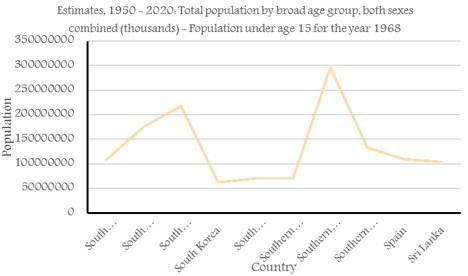 Estimates, 1950 - 2020: Total population by broad age group, both sexes
combined (thousands) - Population under age 15 for the year 1968
350000000
300000000
250000000
200000000
150000000
100000000
50000000
0
Population
South...
South...
South...
South Korea
South...
Southern...
Southern...
Southern...
Spain
Sri Lanka
Country